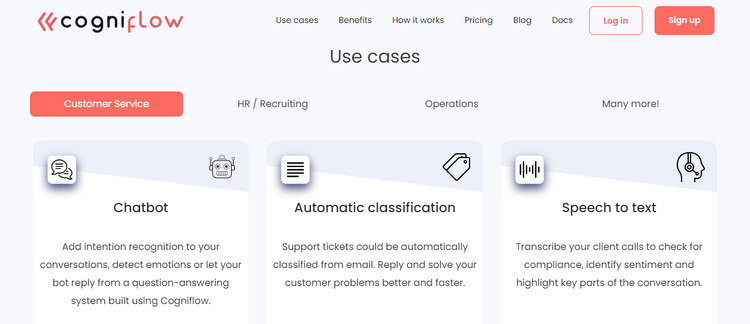 cogniflow
Use cases Benefits How it works Pricing Blog Docs Log in Sign up
Use cases
Customer Service HR / Recruiting Operations Many more!
Chatbot
Add intention recognition to your
conversations, detect emotions or let your
bot reply from a question-answering
system built using Cogniflow.
Automatic classification
Support tickets could be automatically
classified from email. Reply and solve your
customer problems better and faster.
Speech to text
Transcribe your client calls to check for
compliance, identify sentiment and
highlight key parts of the conversation.